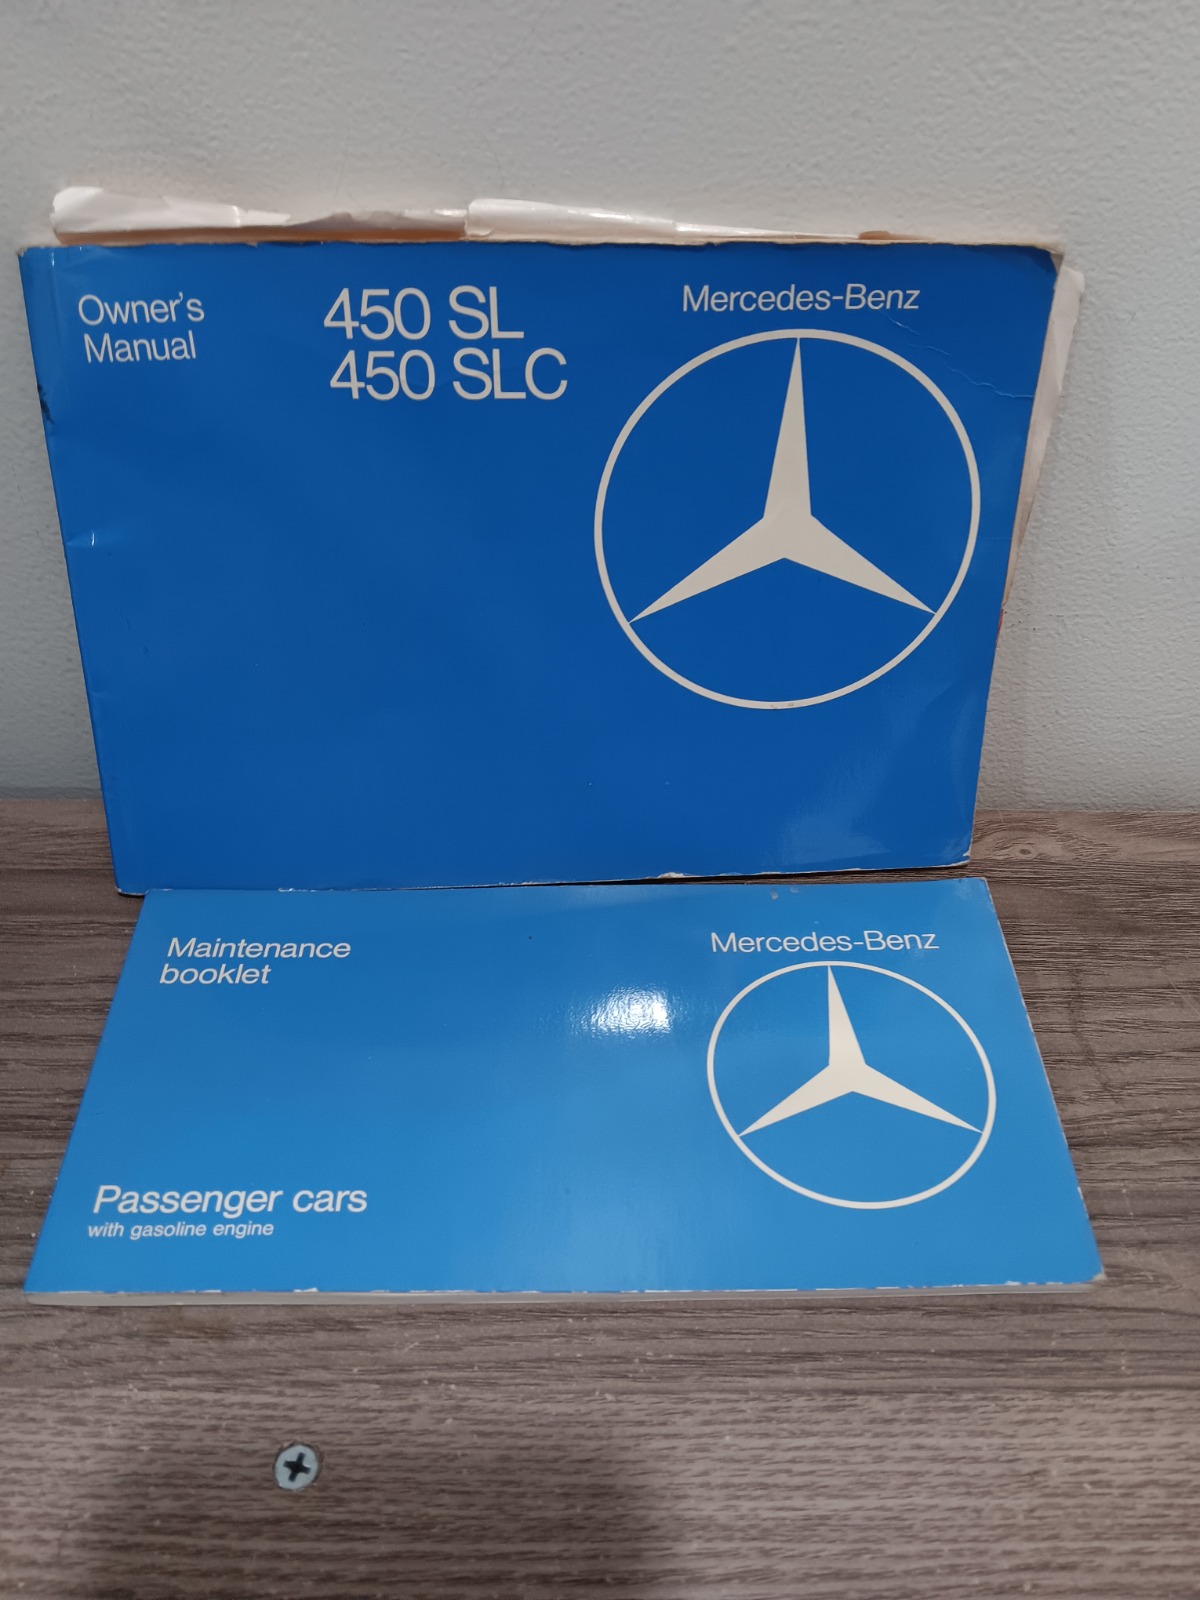 Owner's
Manual
450 SL
450 SLC
Mercedes-Benz
Maintenance
booklet
Mercedes-Benz
Passenger cars
with gasoline engine